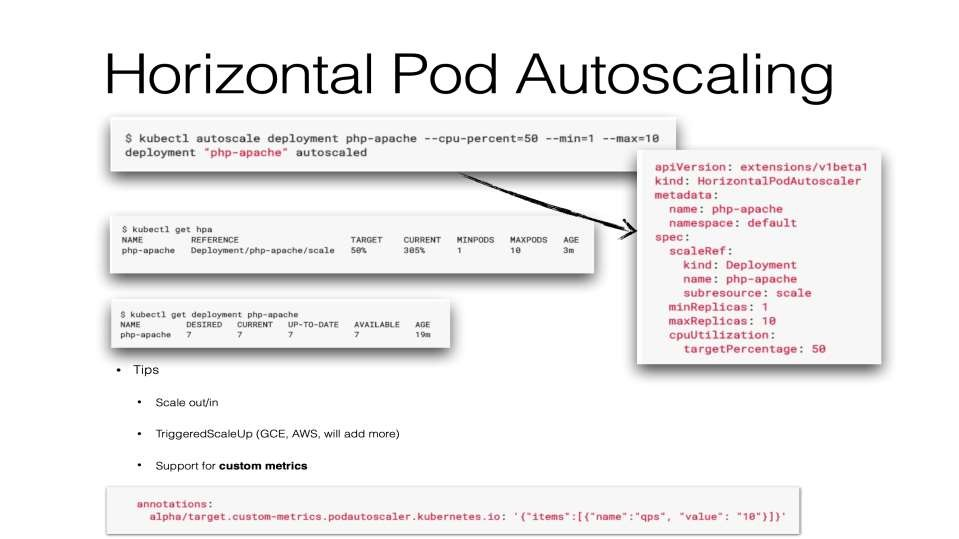 Horizontal Pod Autoscaling
$ kubectl autoscale deployment php-apache --cpu-percent=50 --min=1 --max=10
deployment "php-apache" autoscaled
apiVersion: extensions/v1beta1
kind: HorizontalPodAutoscaler
metadata:
  name: php-apache
  namespace: default
spec:
  scaleRef:
    kind: Deployment
    name: php-apache
    subresource: scale
  minReplicas: 1
  maxReplicas: 10
  cpuUtilization:
    targetPercentage: 50
$ kubectl get hpa
NAME REFERENCE TARGET CURRENT MINPODS MAXPODS AGE
php-apache Deployment/php-apache/scale 50% 305% 1 10 3m
$ kubectl get deployment php-apache
NAME DESIRED CURRENT UP-TO-DATE AVAILABLE AGE
php-apache 7 7 7 7 19m
• Tips
• Scale out/in
• TriggeredScaleUp (GCE, AWS, will add more)
• Support for custom metrics
annotations:
  alpha/target.custom-metrics.podautoscaler.kubernetes.io: '{"items":[{"name":"qps", "value": "10"}]}'